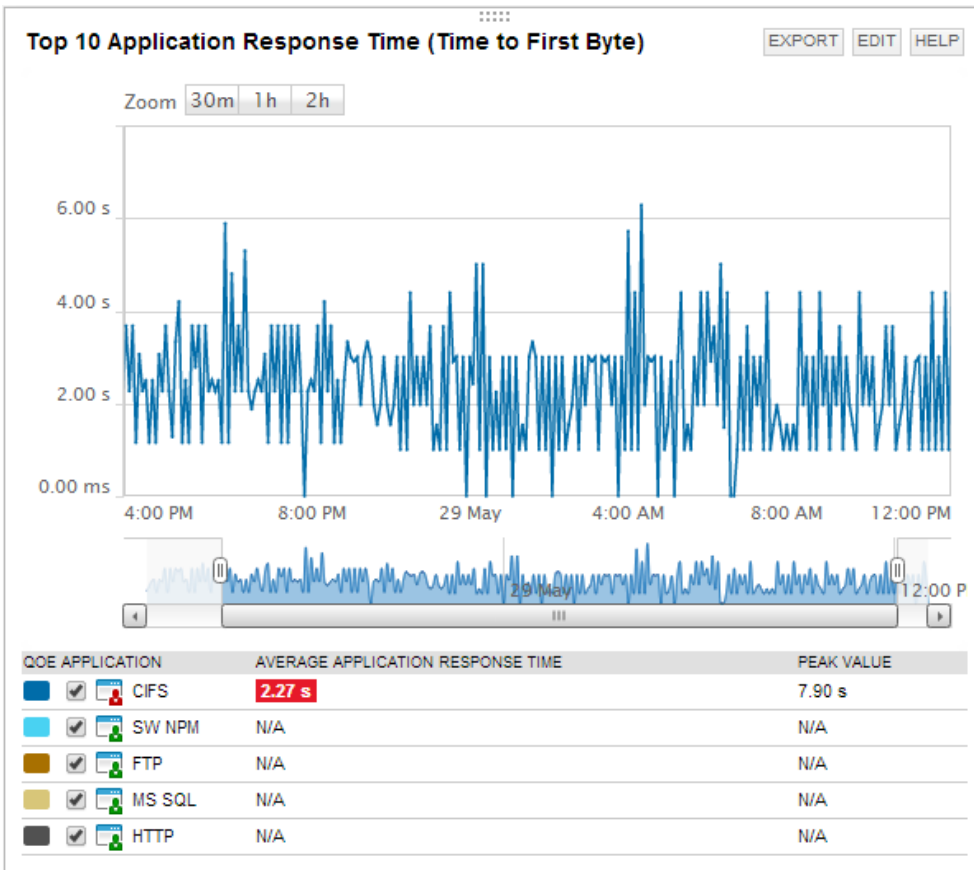 Top 10 Application Response Time (Time to First Byte) EXPORT EDIT HELP
Zoom 30m 1h 2h
6.00 s
4.00 s
2.00 s
0.00 ms
4:00 PM 8:00 PM 29 May 4:00 AM 8:00 AM 12:00 PM
29 May 12:00 P
QOE APPLICATION AVERAGE APPLICATION RESPONSE TIME PEAK VALUE
CIFS 2.27 s 7.90 s
SW NPM N/A N/A
FTP N/A N/A
MS SQL N/A N/A
HTTP N/A N/A